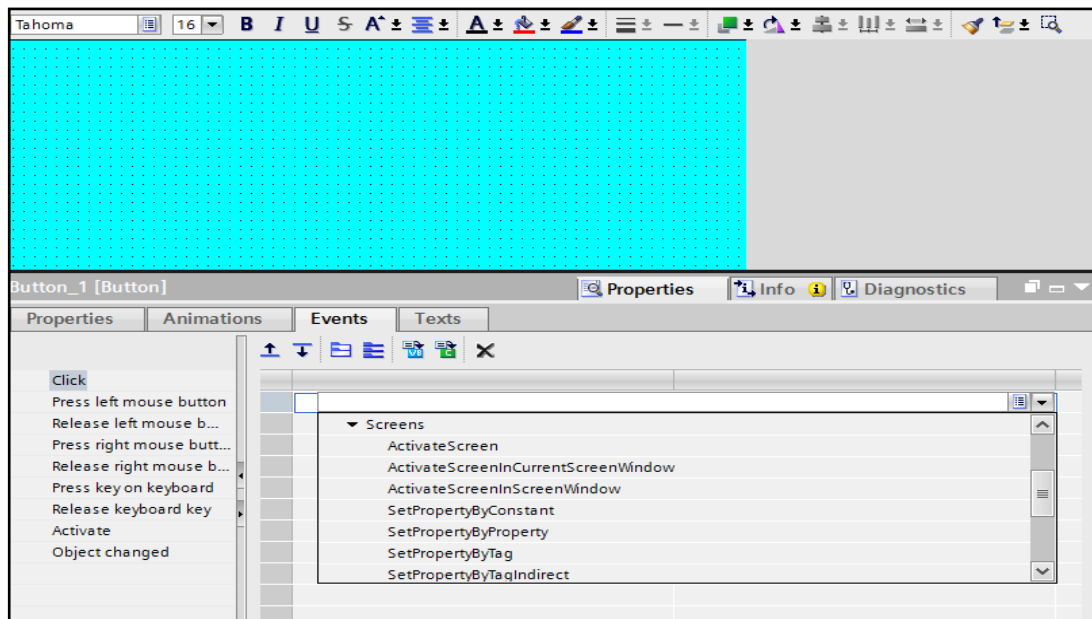 Tahoma 16 B I U S A A
Button_1 [Button] Properties Info Diagnostics
Properties Animations Events Texts
VB C
Click
Press left mouse button
Release left mouse b...
Press right mouse butt...
Release right mouse b...
Press key on keyboard
Release keyboard key
Activate
Object changed
Screens
ActivateScreen
ActivateScreenInCurrentScreenWindow
ActivateScreenInScreenWindow
SetPropertyByConstant
SetPropertyByProperty
SetPropertyByTag
SetPropertyByTagIndirect